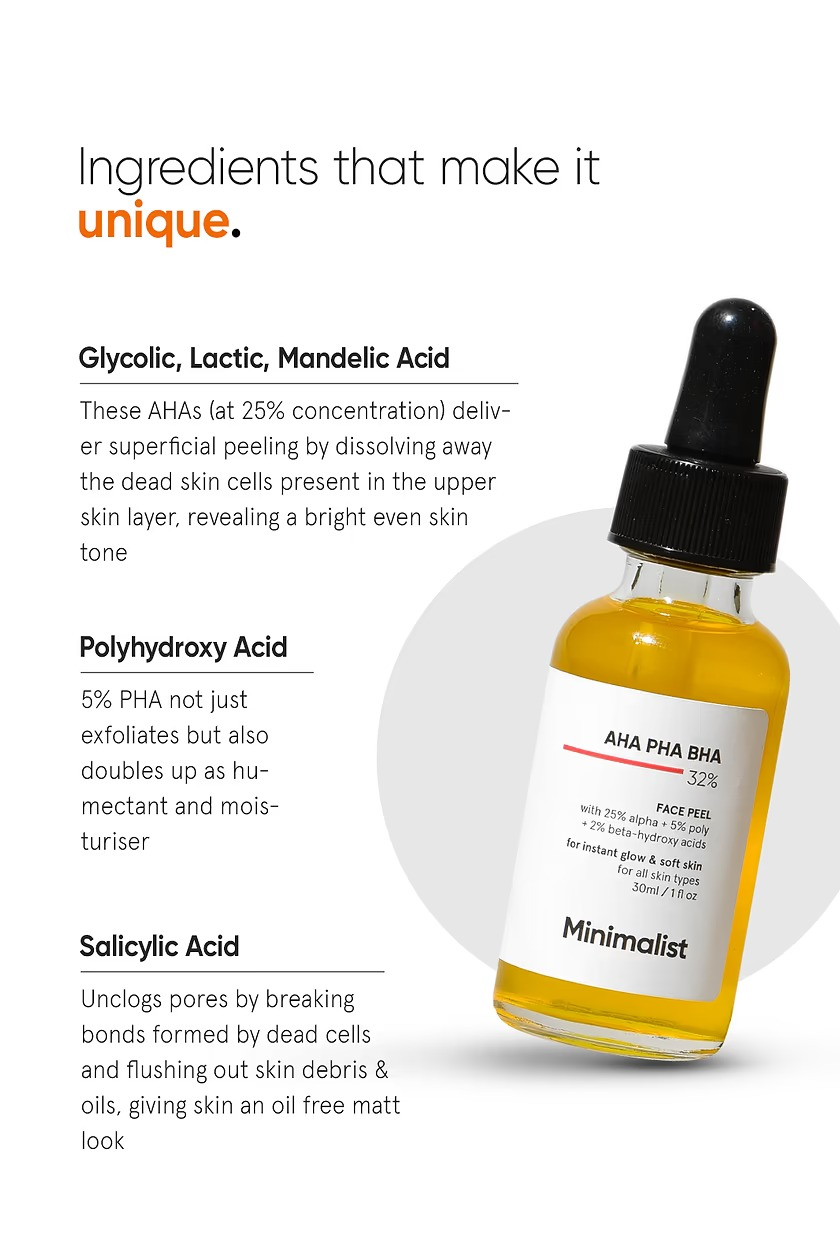 Ingredients that make it
unique.
Glycolic, Lactic, Mandelic Acid
These AHAs (at 25% concentration) deliv-
er superficial peeling by dissolving away
the dead skin cells present in the upper
skin layer, revealing a bright even skin
tone
Polyhydroxy Acid
5% PHA not just
exfoliates but also
doubles up as hu-
mectant and mois-
turiser
Salicylic Acid
Unclogs pores by breaking
bonds formed by dead cells
and flushing out skin debris &
oils, giving skin an oil free matt
look
AHA PHA BHA
32%
FACE PEEL
with 25% alpha + 5% poly
+ 2% beta-hydroxy acids
for instant glow & soft skin
for all skin types
30ml / 1 fl oz
Minimalist